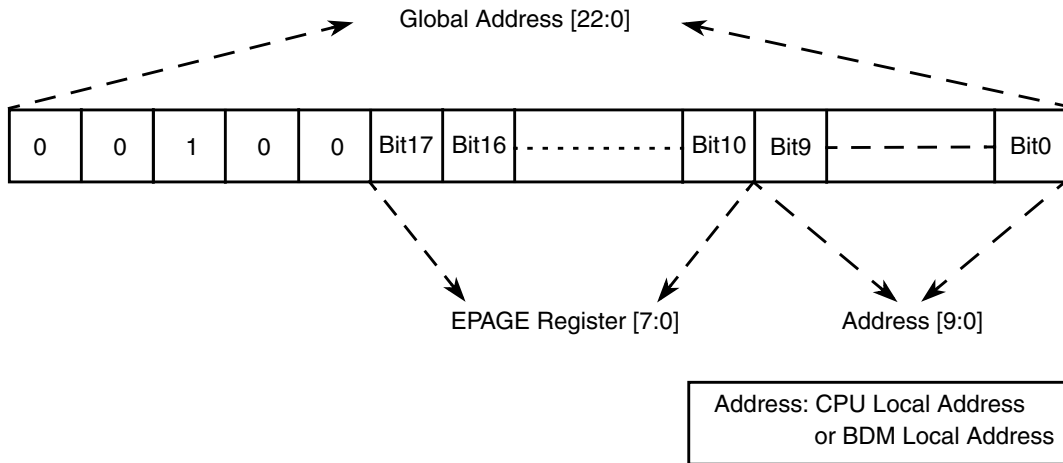 Global Address [22:0]
0 0 1 0 0 Bit17 Bit16 Bit10 Bit9 Bit0
EPAGE Register [7:0] Address [9:0]
Address: CPU Local Address
or BDM Local Address